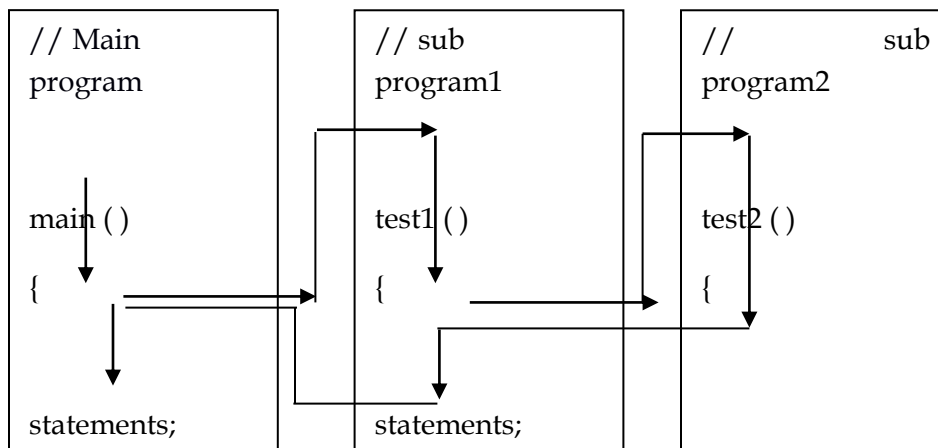 // Main
program
main ( )
{
statements;
// sub
program1
test1 ( )
{
statements;
// sub
program2
test2 ( )
{